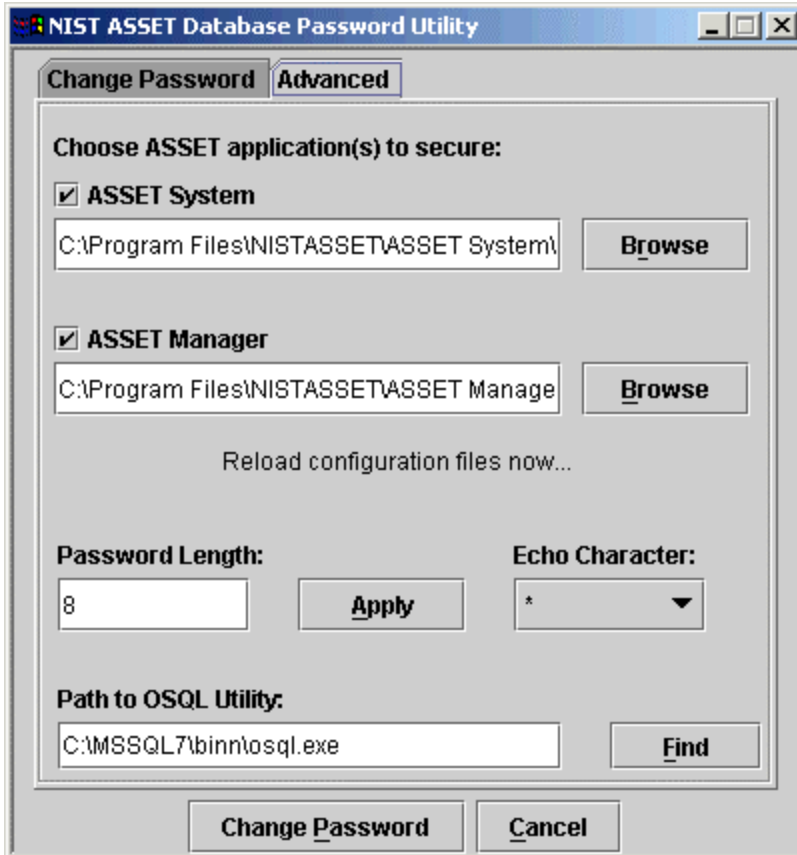 NIST ASSET Database Password Utility
Change Password Advanced
Choose ASSET application(s) to secure:
ASSET System
C:\Program Files\NISTASSET\ASSET System\ Browse
ASSET Manager
C:\Program Files\NISTASSET\ASSET Manage Browse
Reload configuration files now...
Password Length: Echo Character:
8 Apply *
Path to OSQL Utility:
C:\MSSQL7\binn\osql.exe Find
Change Password Cancel